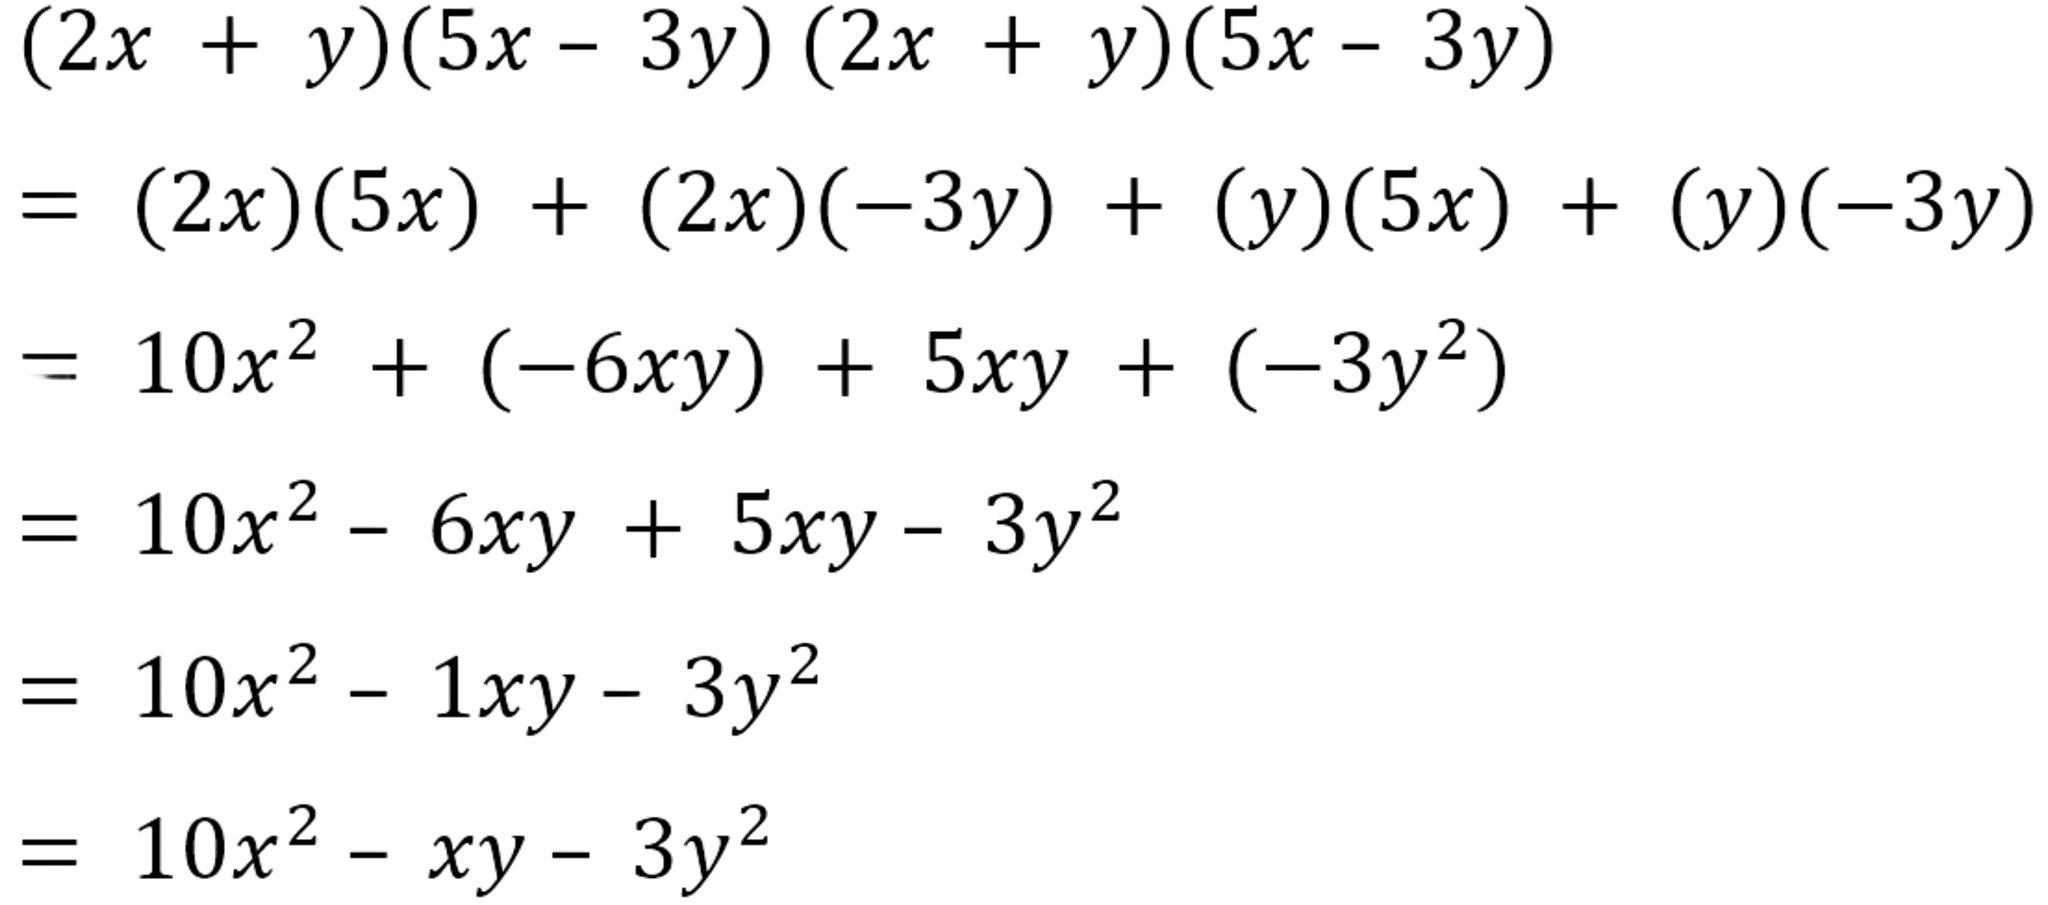 (2x + y)(5x – 3y) (2x + y)(5x – 3y)
= (2x)(5x) + (2x)(−3y) + (y)(5x) + (y)(−3y)
= 10x² + (−6xy) + 5xy + (−3y²)
= 10x² – 6xy + 5xy – 3y²
= 10x² – 1xy – 3y²
= 10x² – xy – 3y²